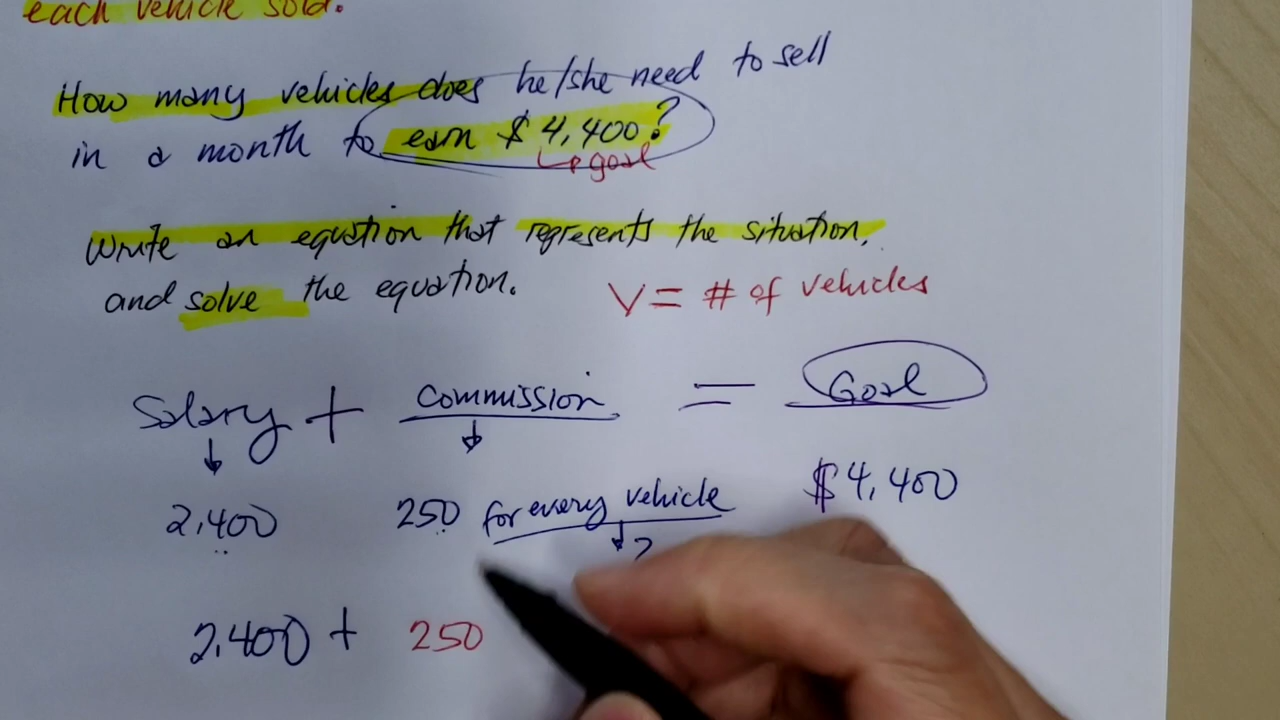 each vehicle sold.
How many vehicles does he/she need to sell
in a month to earn $4,400?
goal
Write an equation that represents the situation,
and solve the equation.
V = # of vehicles
Salary + Commission = Goal
2,400 250 for every vehicle $4,400
?
2,400 + 250